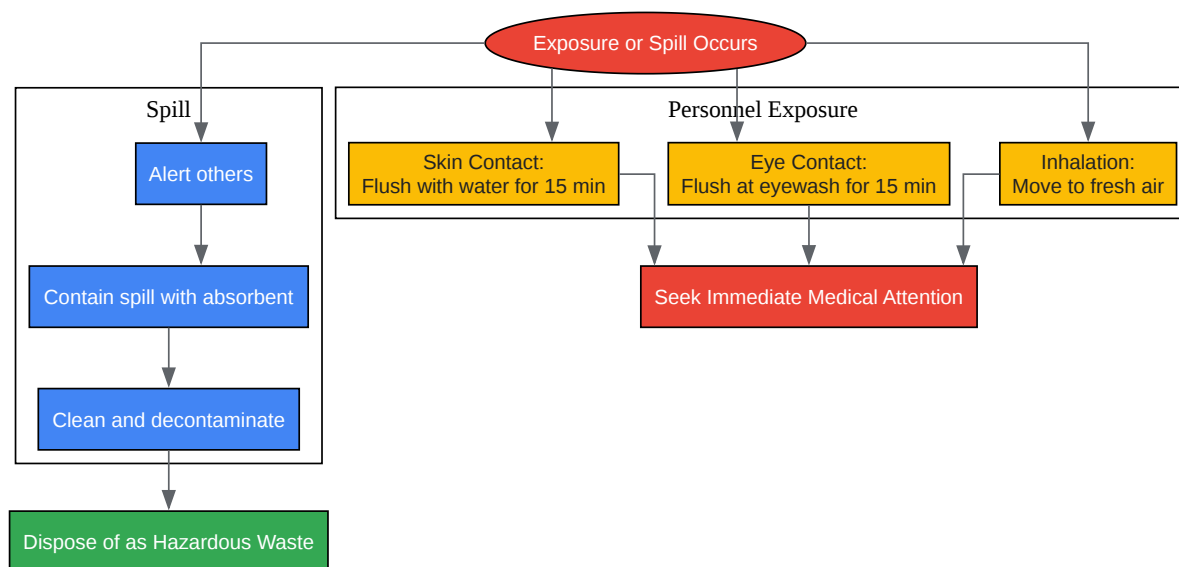 Exposure or Spill Occurs
Spill
Personnel Exposure
Alert others
Skin Contact:
Flush with water for 15 min
Eye Contact:
Flush at eyewash for 15 min
Inhalation:
Move to fresh air
Contain spill with absorbent
Seek Immediate Medical Attention
Clean and decontaminate
Dispose of as Hazardous Waste